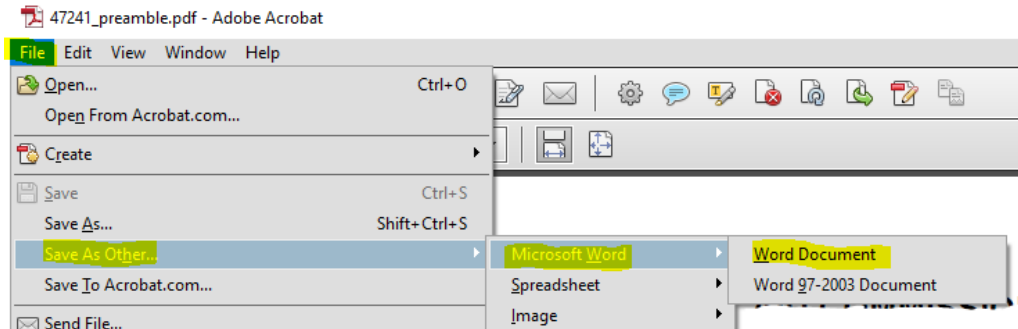 47241_preamble.pdf - Adobe Acrobat
File Edit View Window Help
Open... Ctrl+O
Open From Acrobat.com...
Create
Save Ctrl+S
Save As... Shift+Ctrl+S
Save As Other... Microsoft Word Word Document
Save To Acrobat.com... Spreadsheet Word 97-2003 Document
Send File... Image